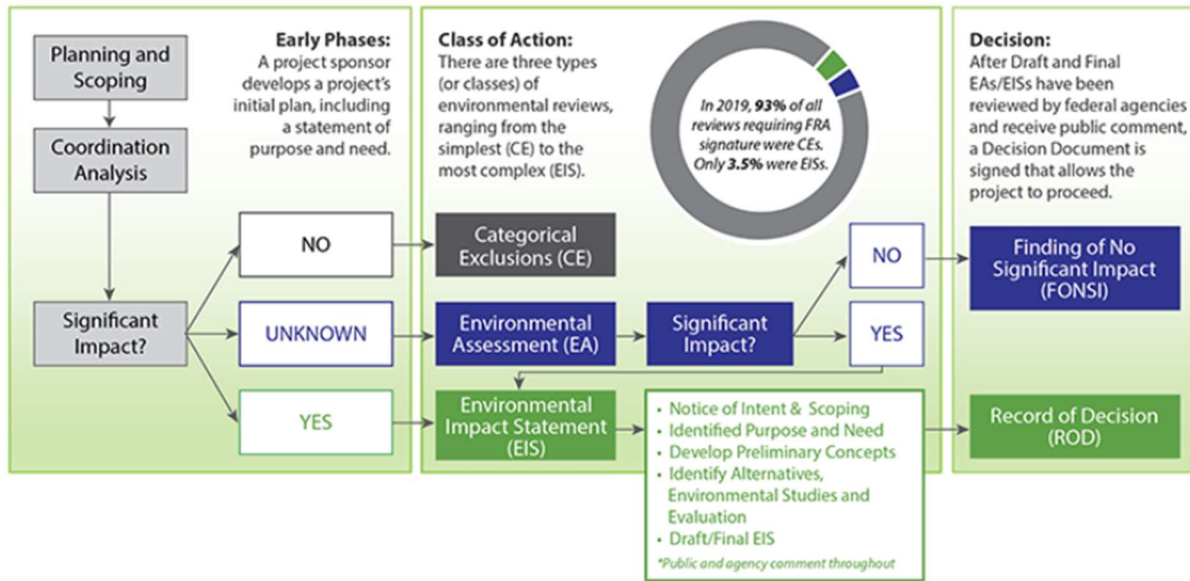 Planning and
Scoping
Coordination
Analysis
Significant
Impact?
Early Phases:
A project sponsor
develops a project's
initial plan, including
a statement of
purpose and need.
NO
UNKNOWN
YES
Class of Action:
There are three types
(or classes) of
environmental reviews,
ranging from the
simplest (CE) to the
most complex (EIS).
In 2019, 93% of all
reviews requiring FRA
signature were CEs.
Only 3.5% were EISs.
Categorical
Exclusions (CE)
Environmental
Assessment (EA)
Significant
Impact?
NO
YES
Environmental
Impact Statement
(EIS)
• Notice of Intent & Scoping
• Identified Purpose and Need
• Develop Preliminary Concepts
• Identify Alternatives,
Environmental Studies and
Evaluation
• Draft/Final EIS
*Public and agency comment throughout
Decision:
After Draft and Final
EAs/EISs have been
reviewed by federal agencies
and receive public comment,
a Decision Document is
signed that allows the
project to proceed.
Finding of No
Significant Impact
(FONSI)
Record of Decision
(ROD)